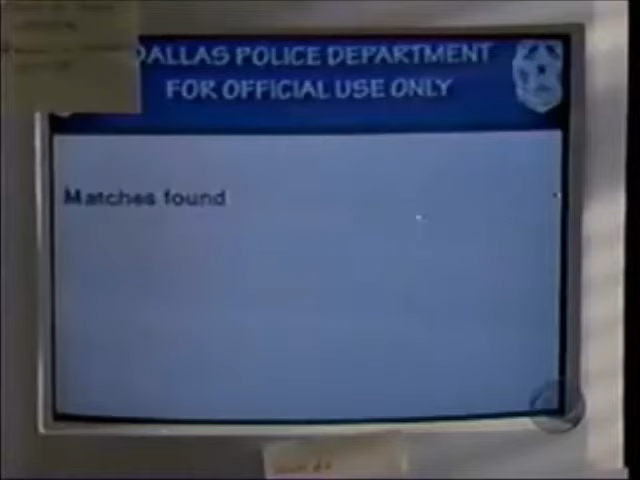 DALLAS POLICE DEPARTMENT
FOR OFFICIAL USE ONLY
Matches found